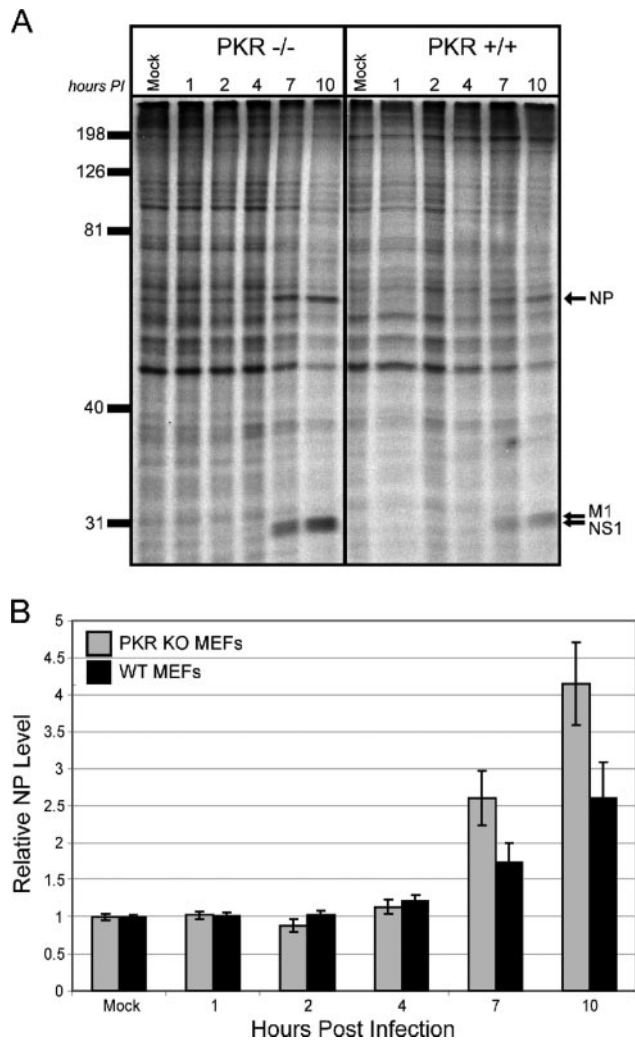 A
PKR -/-
PKR +/+
hours PI
Mock
1
2
4
7
10
Mock
1
2
4
7
10
198
126
81
NP
40
31
M1
NS1
B
PKR KO MEFs
WT MEFs
Relative NP Level
5
4.5
4
3.5
3
2.5
2
1.5
1
0.5
0
Mock
1
2
4
7
10
Hours Post Infection